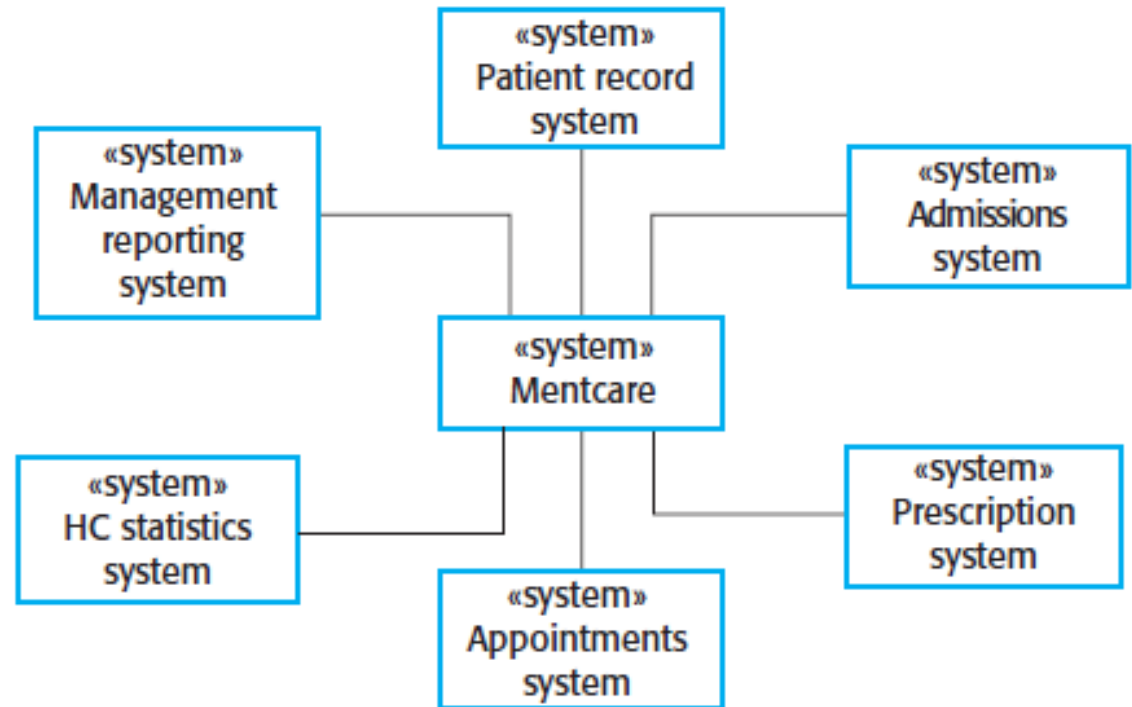 «system»
Patient record
system
«system»
Management
reporting
system
«system»
Admissions
system
«system»
Mentcare
«system»
HC statistics
system
«system»
Prescription
system
«system»
Appointments
system